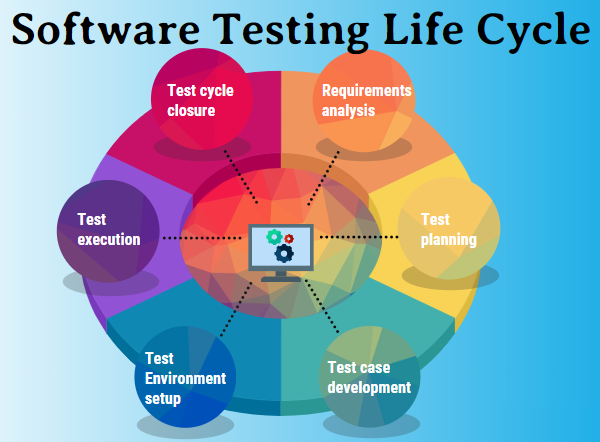 Software Testing Life Cycle
Test cycle
closure
Requirements
analysis
Test
execution
Test
planning
Test
Environment
setup
Test case
development